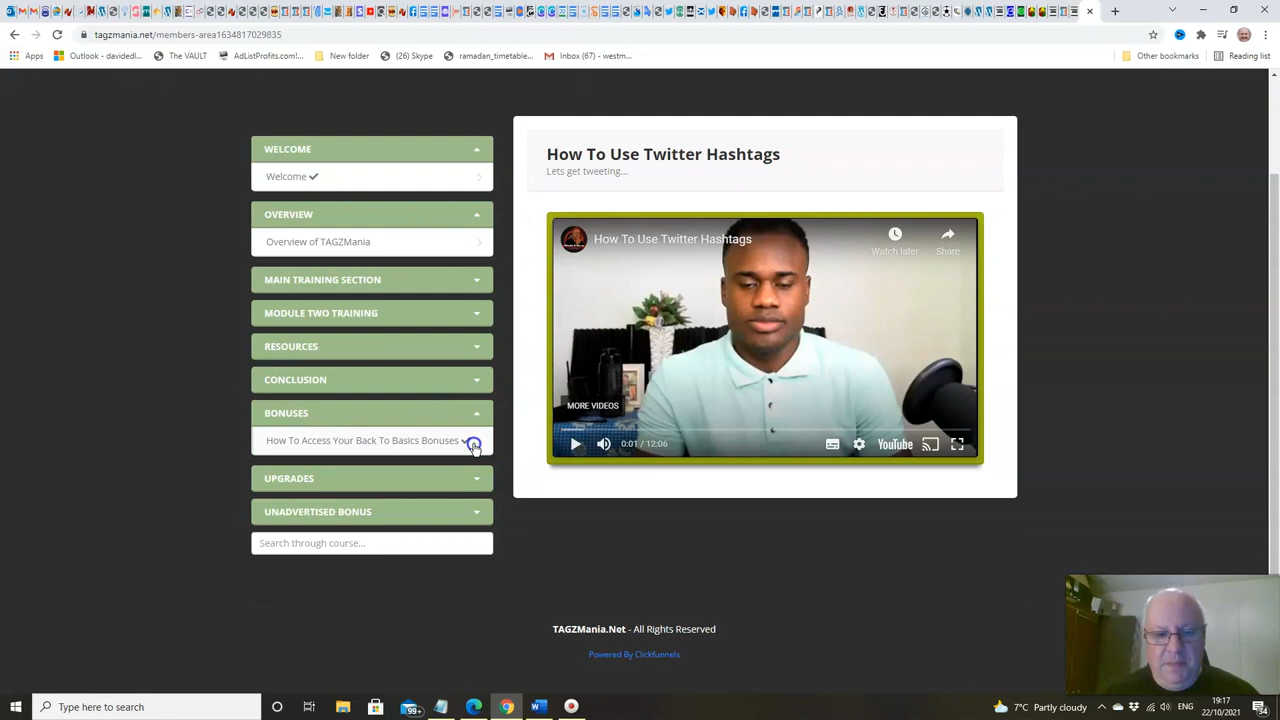 tagzmania.net/members-area1634817029835
Apps
Outlook - davidedl...
The VAULT
AdListProfits.com!...
New folder
(26) Skype
ramadan_timetable...
Inbox (67) - westm...
Other bookmarks
Reading list
WELCOME
Welcome
OVERVIEW
Overview of TAGZMania
MAIN TRAINING SECTION
MODULE TWO TRAINING
RESOURCES
CONCLUSION
BONUSES
How To Access Your Back To Basics Bonuses
UPGRADES
UNADVERTISED BONUS
Search through course...
How To Use Twitter Hashtags
Lets get tweeting...
How To Use Twitter Hashtags
Watch later
Share
MORE VIDEOS
0:01 / 12:06
YouTube
TAGZMania.Net - All Rights Reserved
Powered By Clickfunnels
Type here to search
99+
7°C Partly cloudy
ENG
19:17
22/10/2021